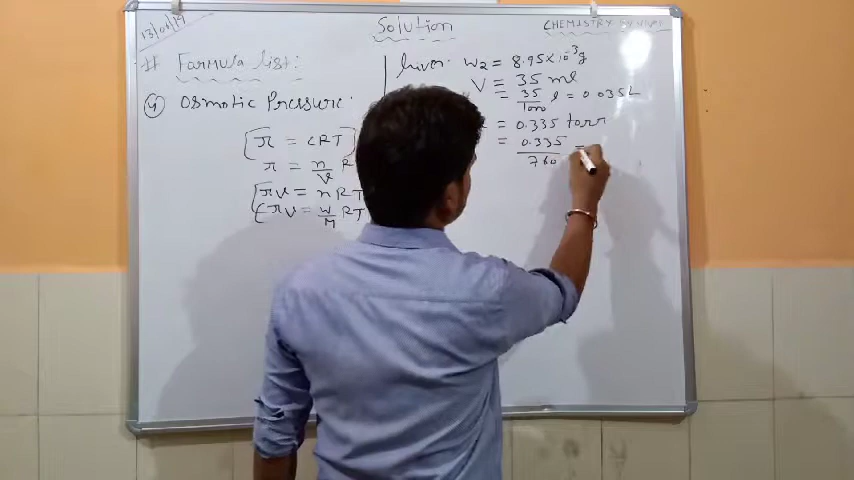 13/04/19
Solution
# Formula list:
4) Osmotic Pressure:
π = CRT
π = n/V R
πV = nRT
πV = W/M RT
Given: W2 = 8.95×10⁻³g
V = 35 ml
= 35/1000 l = 0.035L
= 0.335 torr
= 0.335/760 =
CHEMISTRY